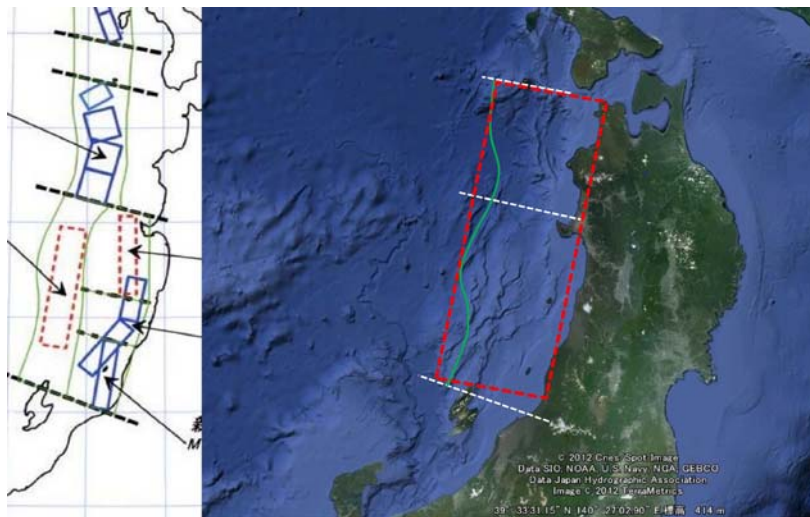 M
© 2012 Cnes/Spot Image
Data SIO, NOAA, U.S. Navy, NGA, GEBCO
Data Japan Hydrographic Association
Image © 2012 TerraMetrics
39° 33'31.15" N 140° 27'02.90" E 標高 414 m